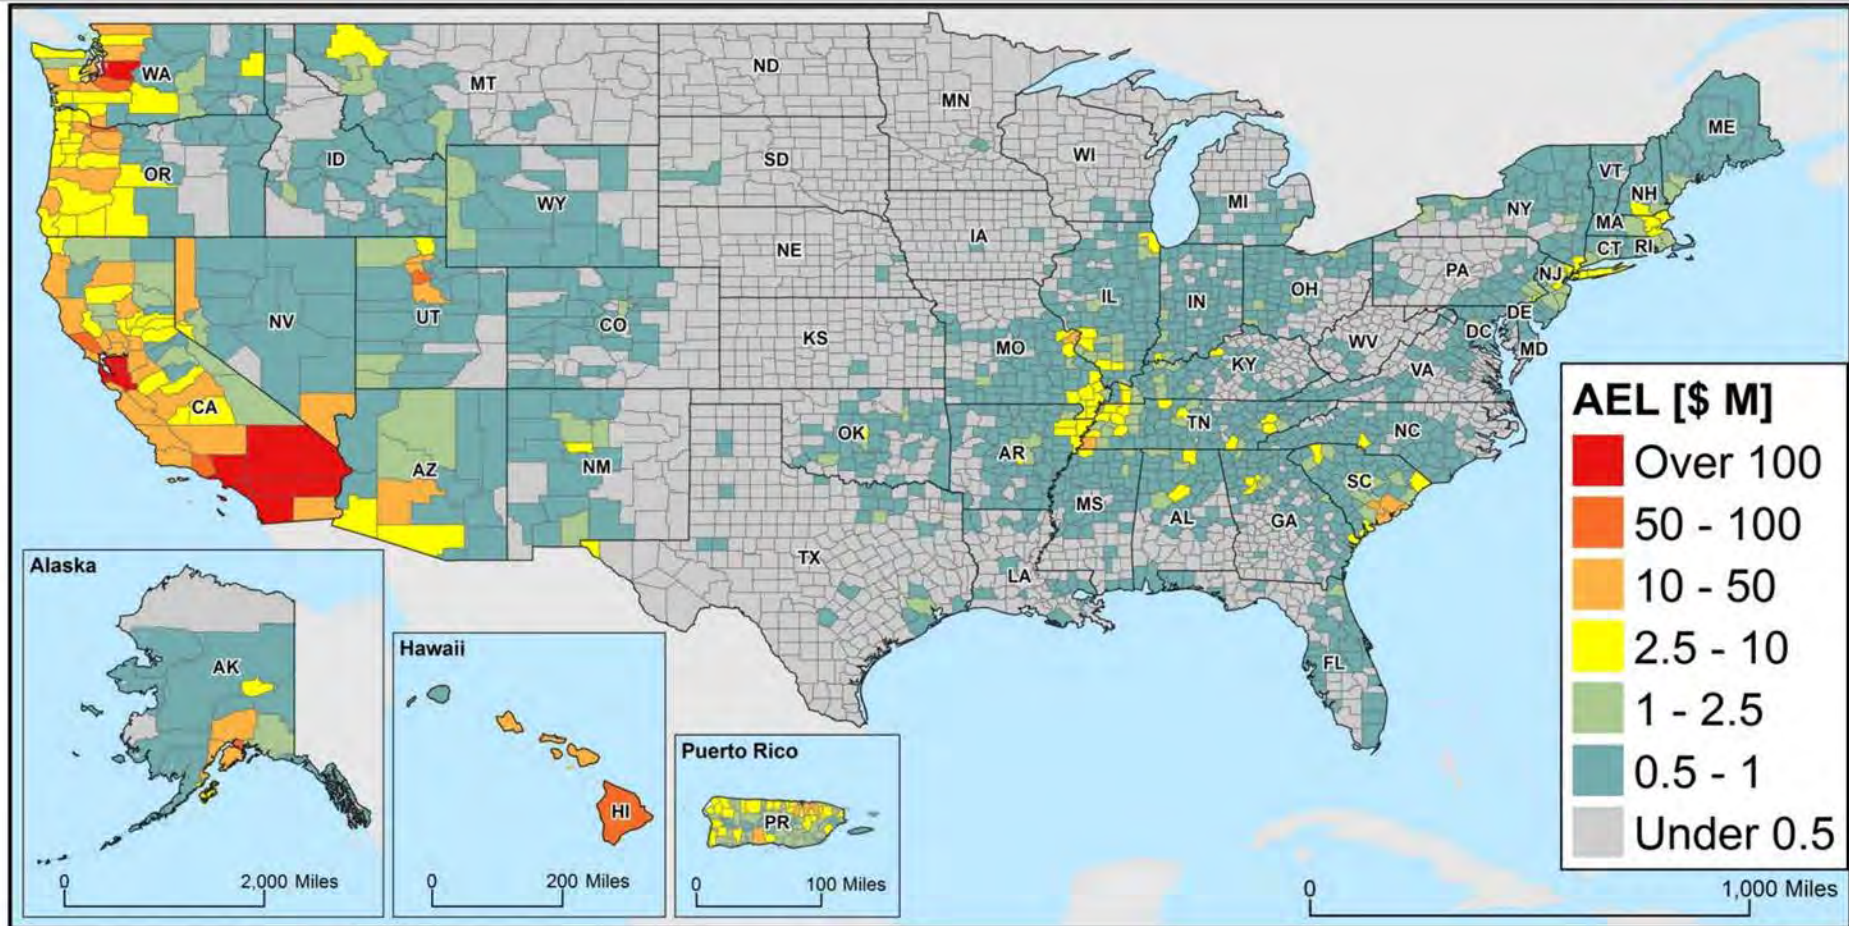 WA
MT
ND
MN
ME
OR
ID
SD
WI
VT
NH
WY
MI
NY
MA
CT
RI
NE
IA
PA
NJ
NV
UT
CO
IL
IN
OH
DE
DC
MD
KS
MO
WV
KY
VA
CA
AZ
NM
OK
AR
TN
NC
SC
MS
AL
GA
TX
LA
FL
AEL [$ M]
Over 100
50 - 100
10 - 50
2.5 - 10
1 - 2.5
0.5 - 1
Under 0.5
Alaska
AK
0 2,000 Miles
Hawaii
HI
0 200 Miles
Puerto Rico
PR
0 100 Miles
0 1,000 Miles